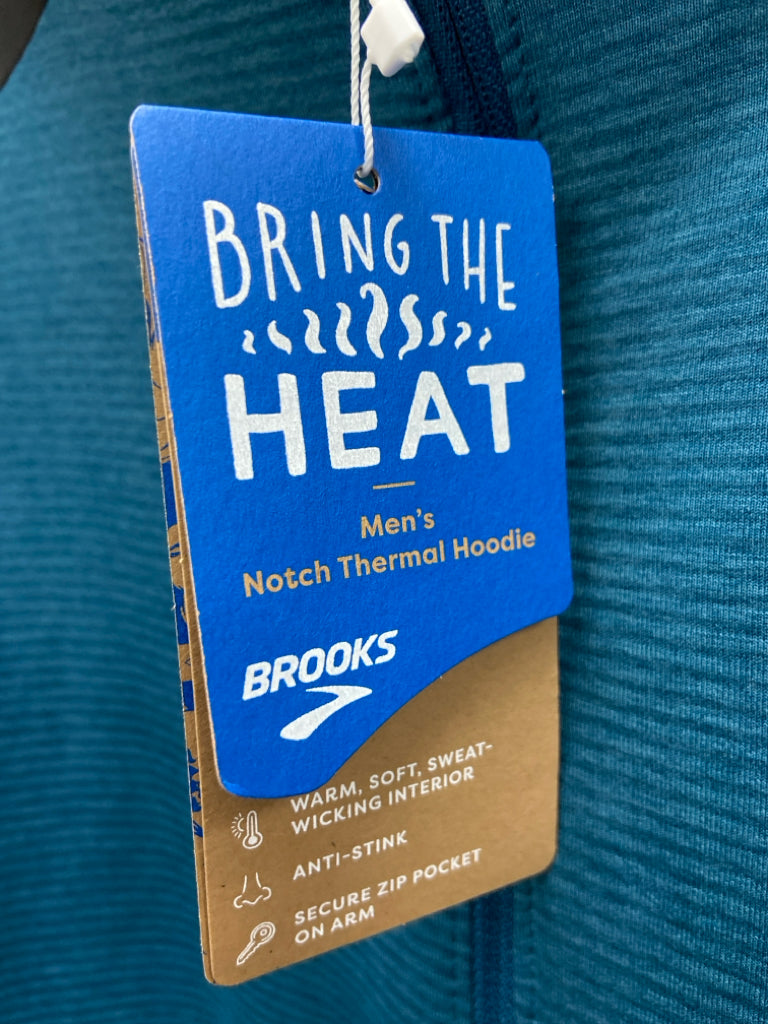 BRING THE
HEAT
Men's
Notch Thermal Hoodie
BROOKS
WARM, SOFT, SWEAT-
WICKING INTERIOR
ANTI-STINK
SECURE ZIP POCKET
ON ARM